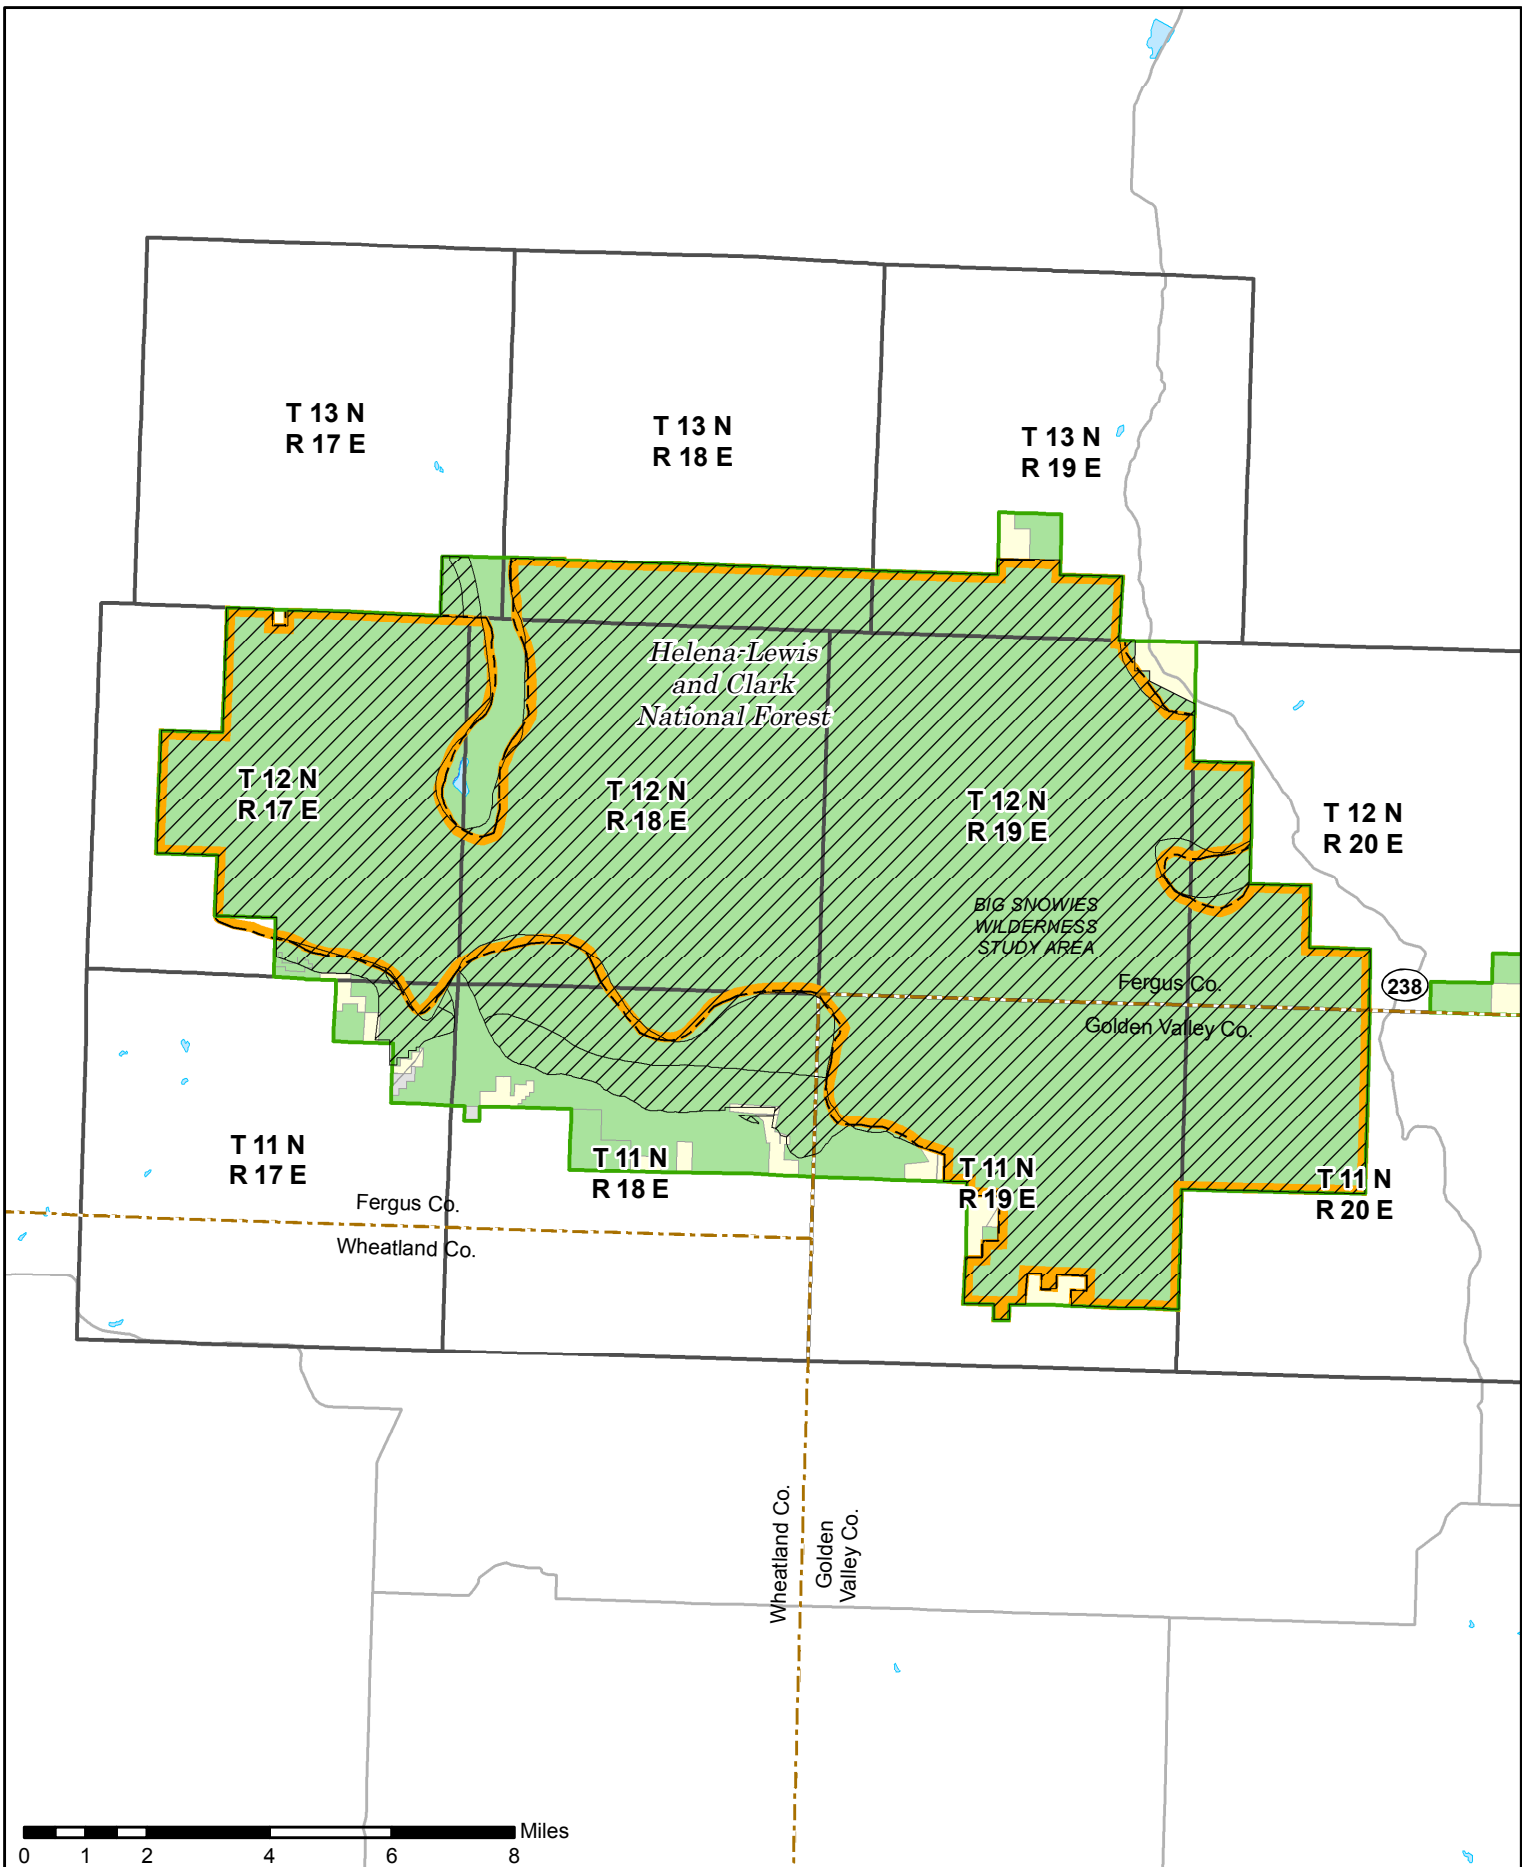 T 13 N
R 17 E
T 13 N
R 18 E
T 13 N
R 19 E
Helena-Lewis
and Clark
National Forest
T 12 N
R 17 E
T 12 N
R 18 E
T 12 N
R 19 E
T 12 N
R 20 E
BIG SNOWIES
WILDERNESS
STUDY AREA
Fergus Co.
238
Golden Valley Co.
T 11 N
R 17 E
T 11 N
R 18 E
T 11 N
R 19 E
T 11 N
R 20 E
Fergus Co.
Wheatland Co.
Wheatland Co.
Golden
Valley Co.
Miles
0 1 2 4 6 8